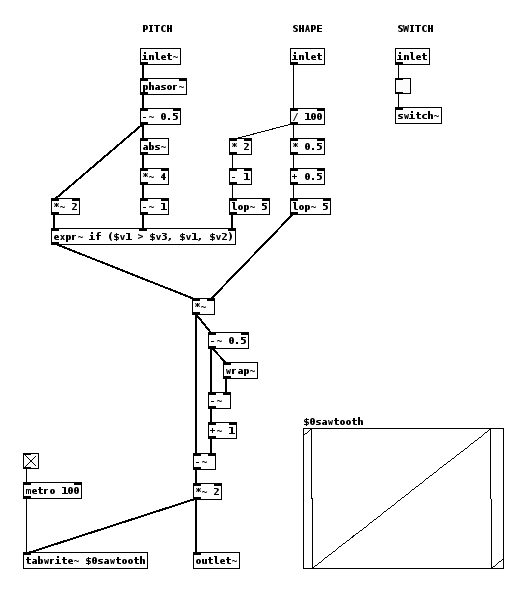 PITCH SHAPE SWITCH
inlet~ inlet inlet
phasor~
-~ 0.5 / 100 switch~
abs~ * 2 * 0.5
*~ 4 - 1 + 0.5
*~ 2 -~ 1 lop~ 5 lop~ 5
expr~ if ($v1 > $v3, $v1, $v2)
*~
-~ 0.5
wrap~
-~
+~ 1
$0sawtooth
-~
metro 100 *~ 2
tabwrite~ $0sawtooth outlet~